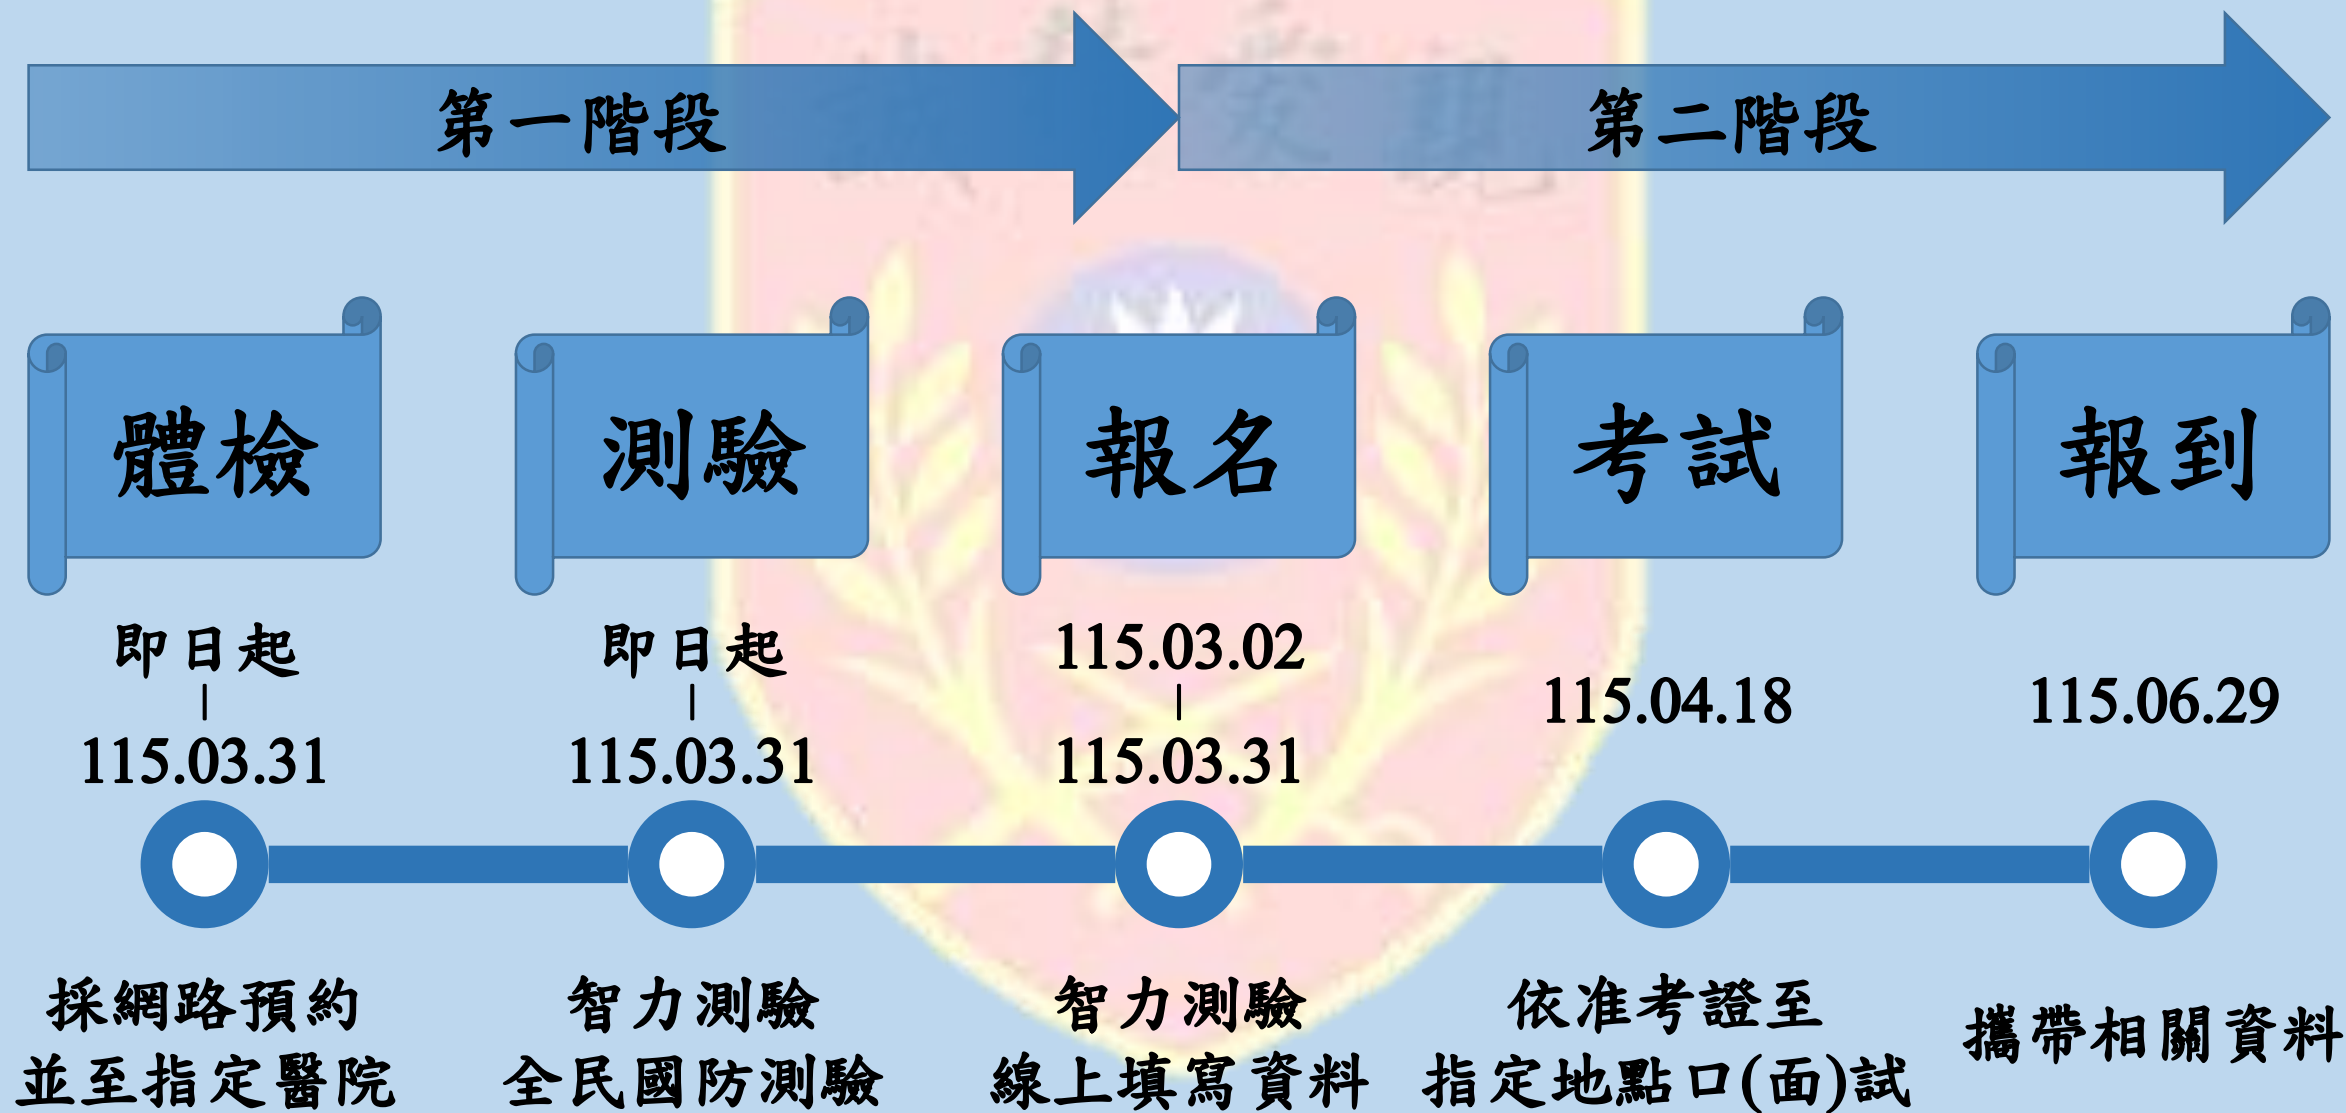 第一階段
第二階段
體檢
測驗
報名
考試
報到
即日起
|
115.03.31
即日起
|
115.03.31
115.03.02
|
115.03.31
115.04.18
115.06.29
採網路預約
並至指定醫院
智力測驗
全民國防測驗
智力測驗
線上填寫資料
依准考證至
指定地點口(面)試
攜帶相關資料